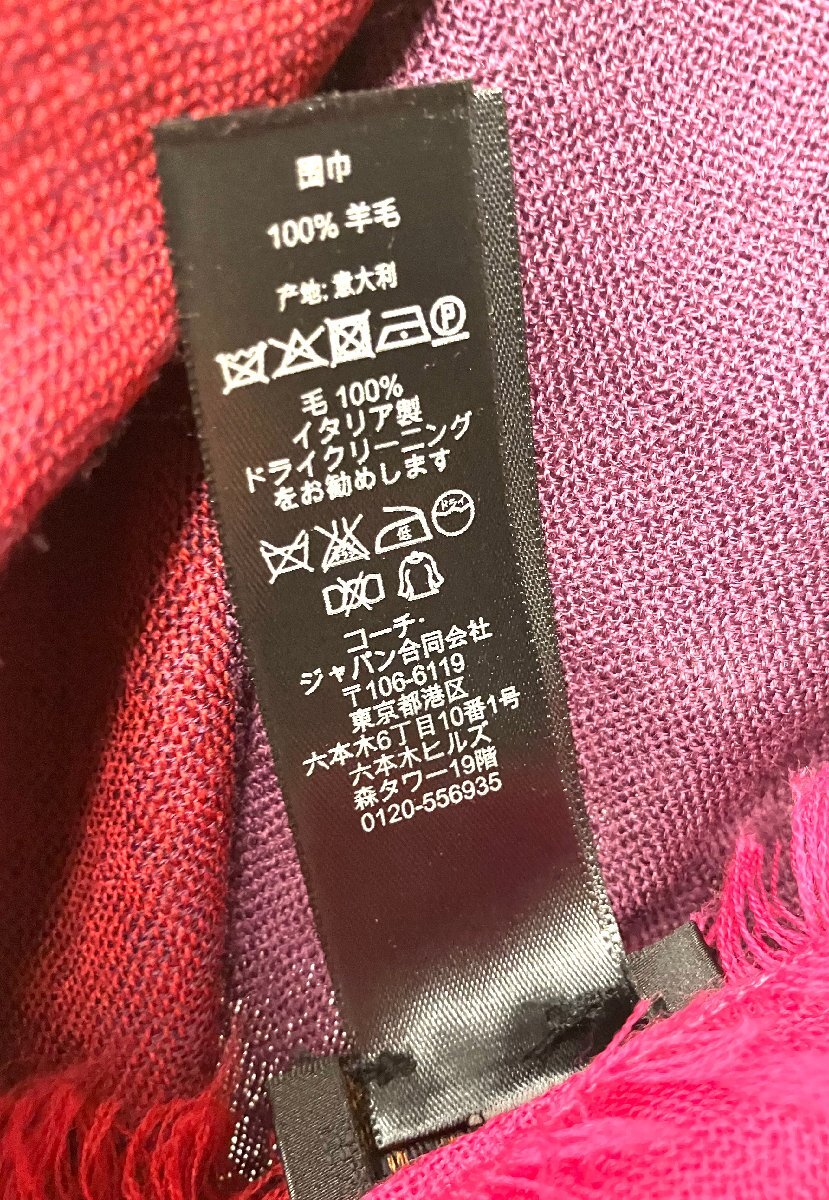 围巾
100% 羊毛
产地: 意大利
P
毛 100%
イタリア製
ドライクリーニング
をお勧めします
低
ドライ
コーチ・
ジャパン合同会社
〒106-6119
東京都港区
六本木6丁目10番1号
六本木ヒルズ
森タワー19階
0120-556935